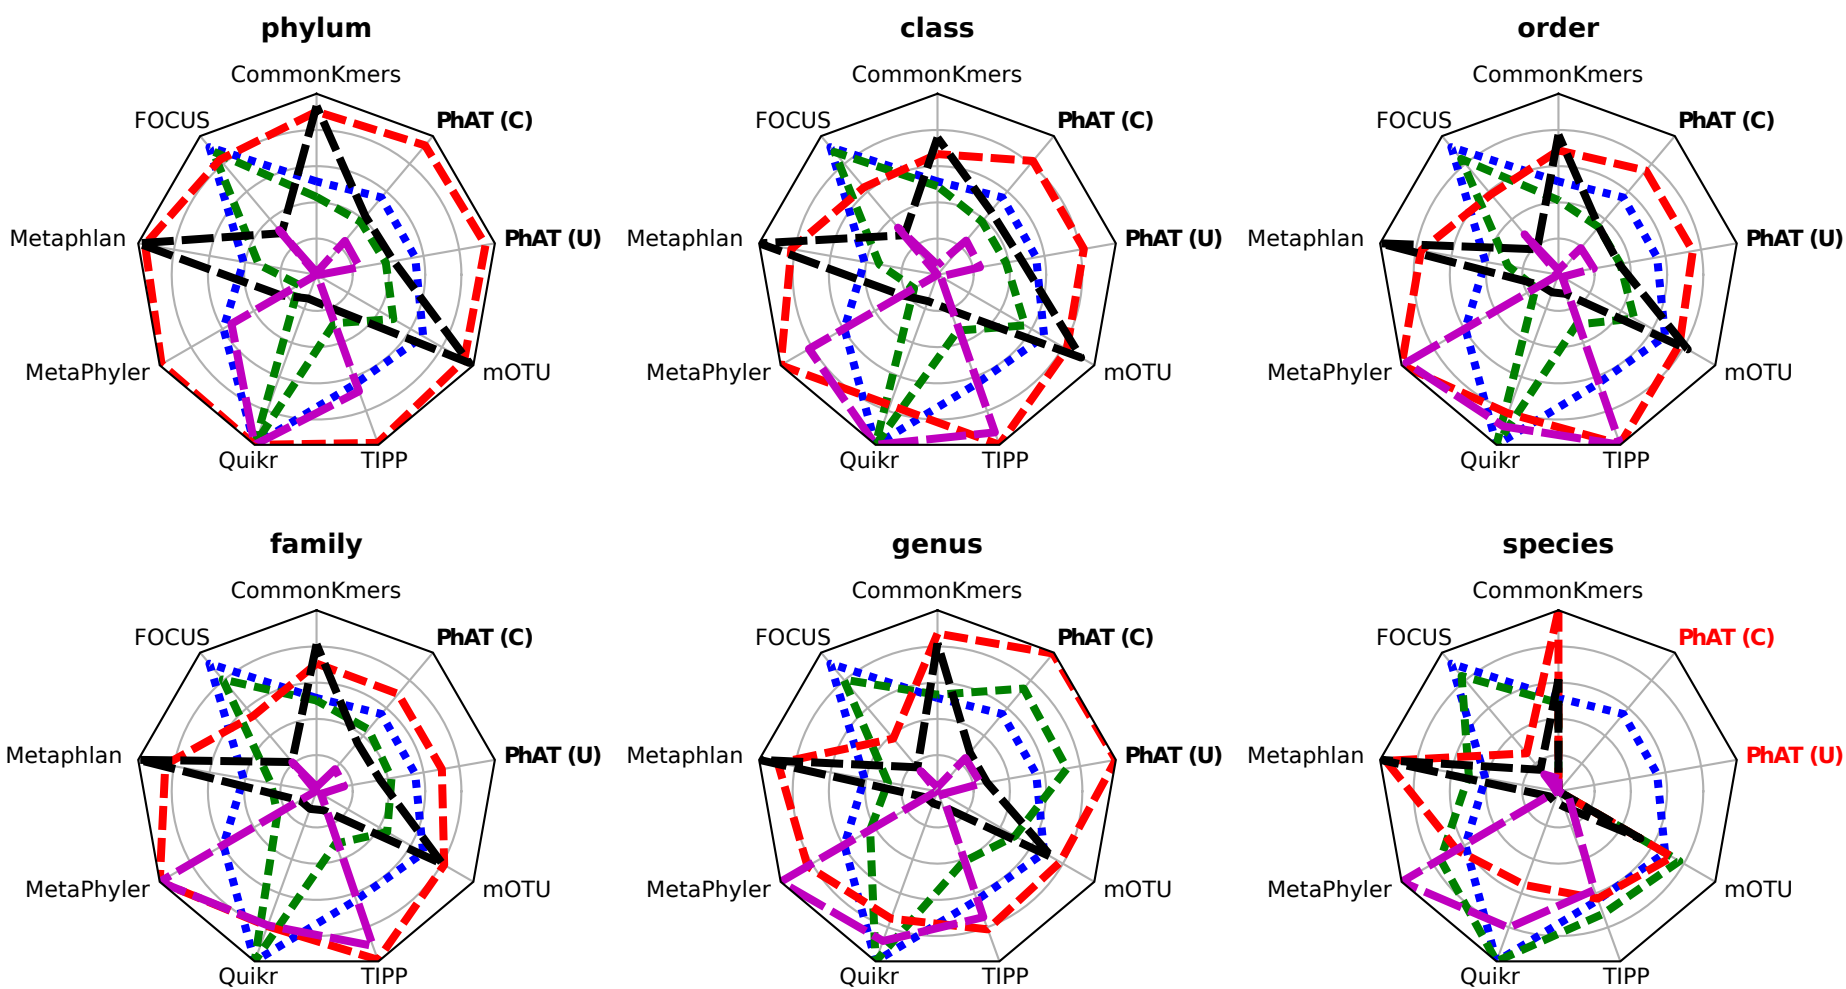 phylum
CommonKmers
FOCUS
PhAT (C)
Metaphlan
PhAT (U)
MetaPhyler
mOTU
Quikr
TIPP
class
CommonKmers
FOCUS
PhAT (C)
Metaphlan
PhAT (U)
MetaPhyler
mOTU
Quikr
TIPP
order
CommonKmers
FOCUS
PhAT (C)
Metaphlan
PhAT (U)
MetaPhyler
mOTU
Quikr
TIPP
family
CommonKmers
FOCUS
PhAT (C)
Metaphlan
PhAT (U)
MetaPhyler
mOTU
Quikr
TIPP
genus
CommonKmers
FOCUS
PhAT (C)
Metaphlan
PhAT (U)
MetaPhyler
mOTU
Quikr
TIPP
species
CommonKmers
FOCUS
PhAT (C)
Metaphlan
PhAT (U)
MetaPhyler
mOTU
Quikr
TIPP